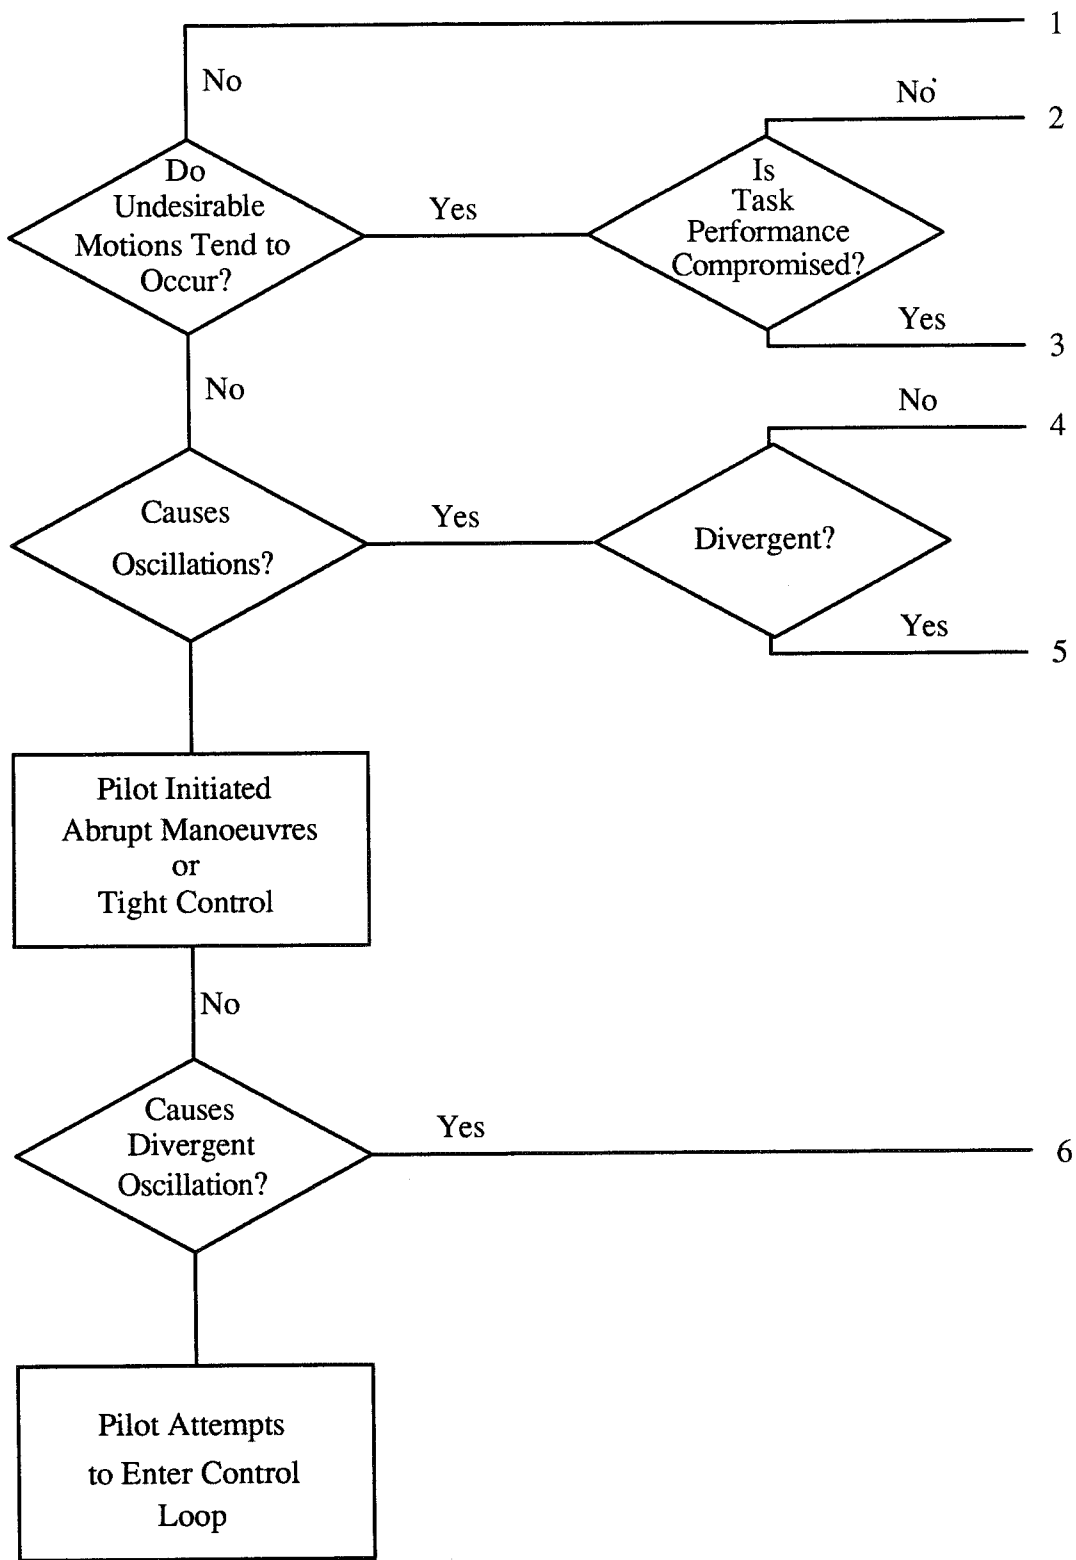 1
No
No
2
Do
Undesirable
Motions Tend to
Occur?
Yes
Is
Task
Performance
Compromised?
Yes
3
No
No
4
Causes
Oscillations?
Yes
Divergent?
Yes
5
Pilot Initiated
Abrupt Manoeuvres
or
Tight Control
No
Causes
Divergent
Oscillation?
Yes
6
Pilot Attempts
to Enter Control
Loop